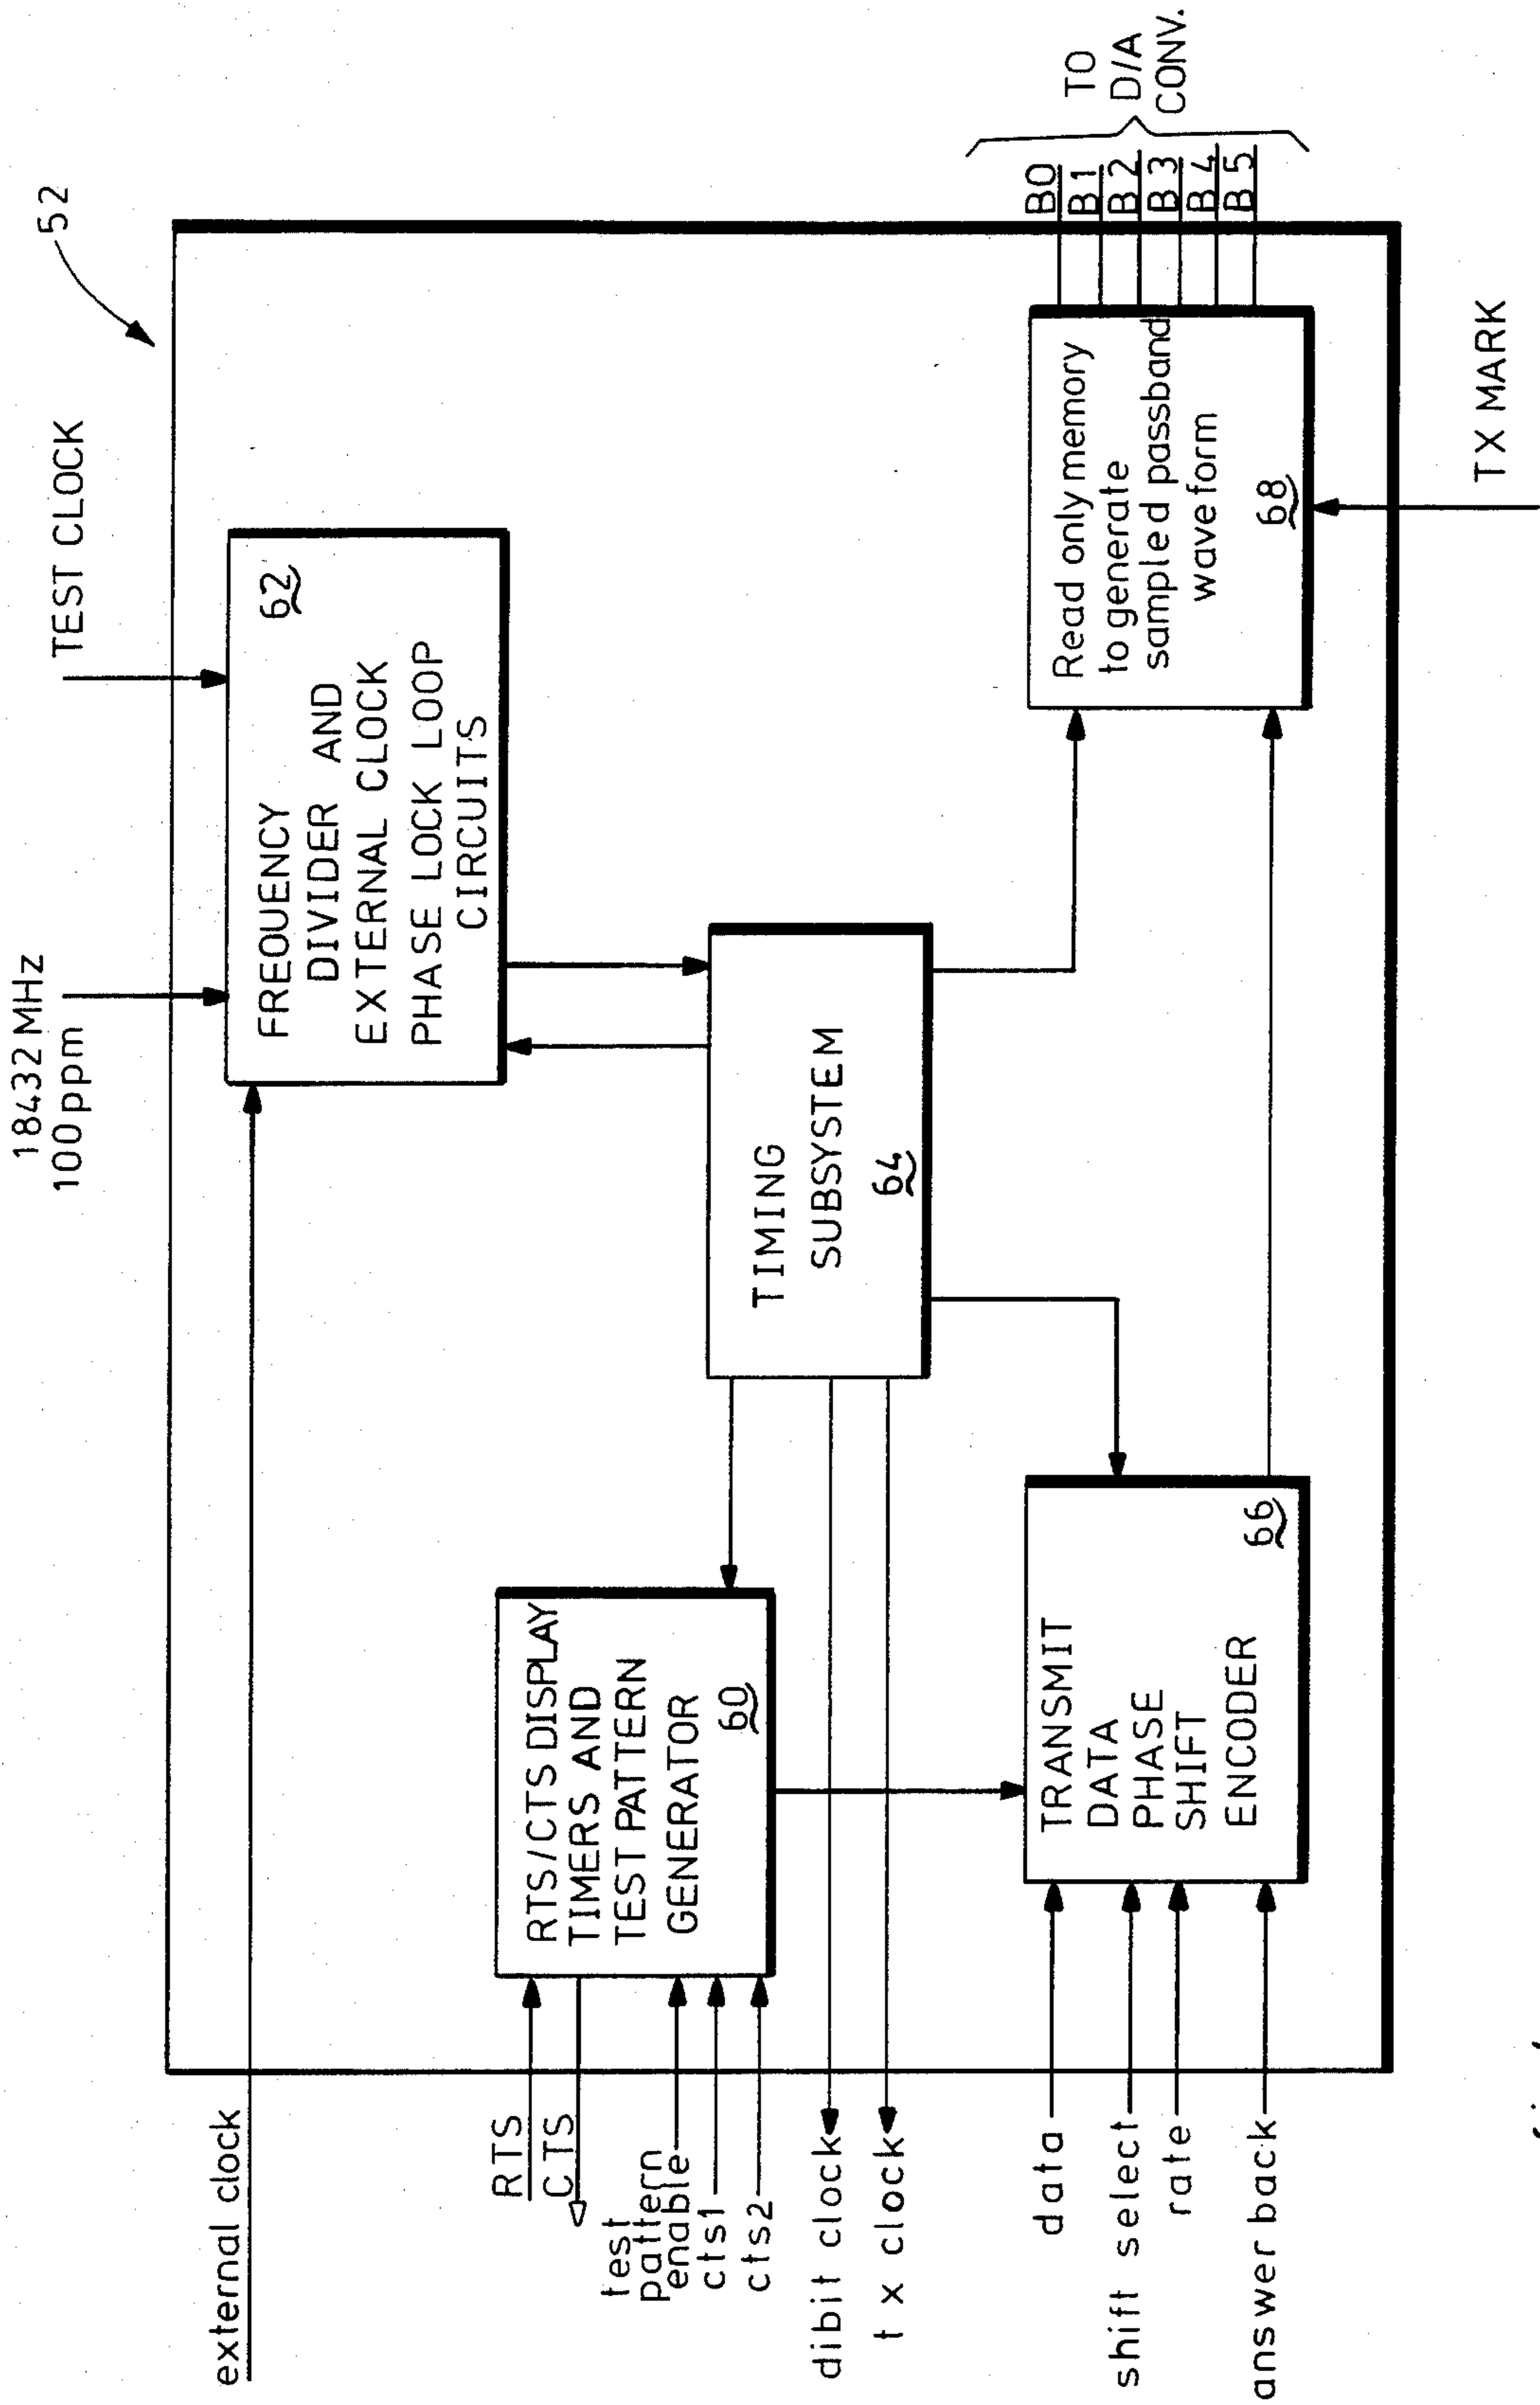 52
18432 MHz
100ppm
TEST CLOCK
external clock
FREQUENCY
DIVIDER AND
EXTERNAL CLOCK
PHASE LOCK LOOP
CIRCUITS
62
RTS
CTS
test
pattern
enable
cts1
cts2
RTS/CTS DISPLAY
TIMERS AND
TEST PATTERN
GENERATOR
60
TIMING
SUBSYSTEM
64
dibit clock
tx clock
data
shift select
rate
answer back
TRANSMIT
DATA
PHASE
SHIFT
ENCODER
66
Read only memory
to generate
sampled passband
waveform
68
B0
B1
B2
B3
B4
B5
TO
D/A
CONV.
TX MARK